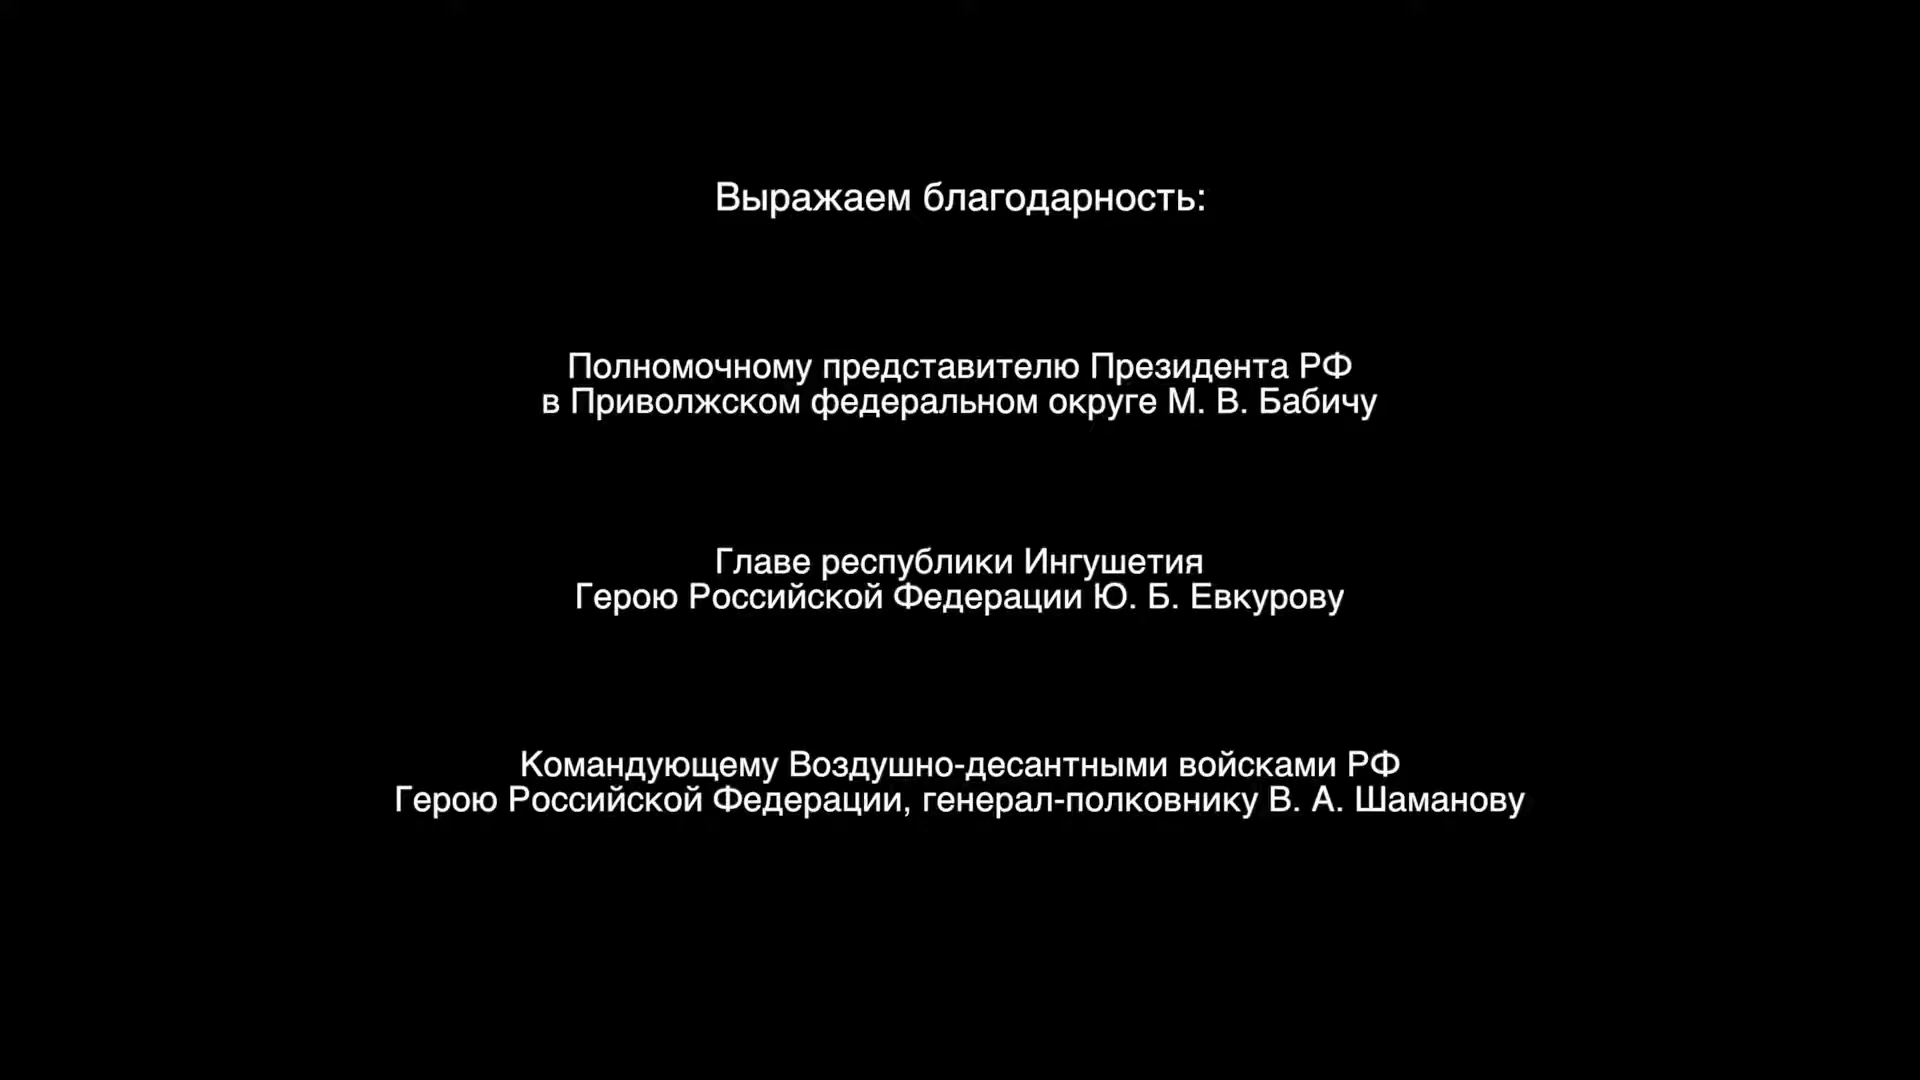 Выражаем благодарность:
Полномочному представителю Президента РФ
в Приволжском федеральном округе М. В. Бабичу
Главе республики Ингушетия
Герою Российской Федерации Ю. Б. Евкурову
Командующему Воздушно-десантными войсками РФ
Герою Российской Федерации, генерал-полковнику В. А. Шаманову